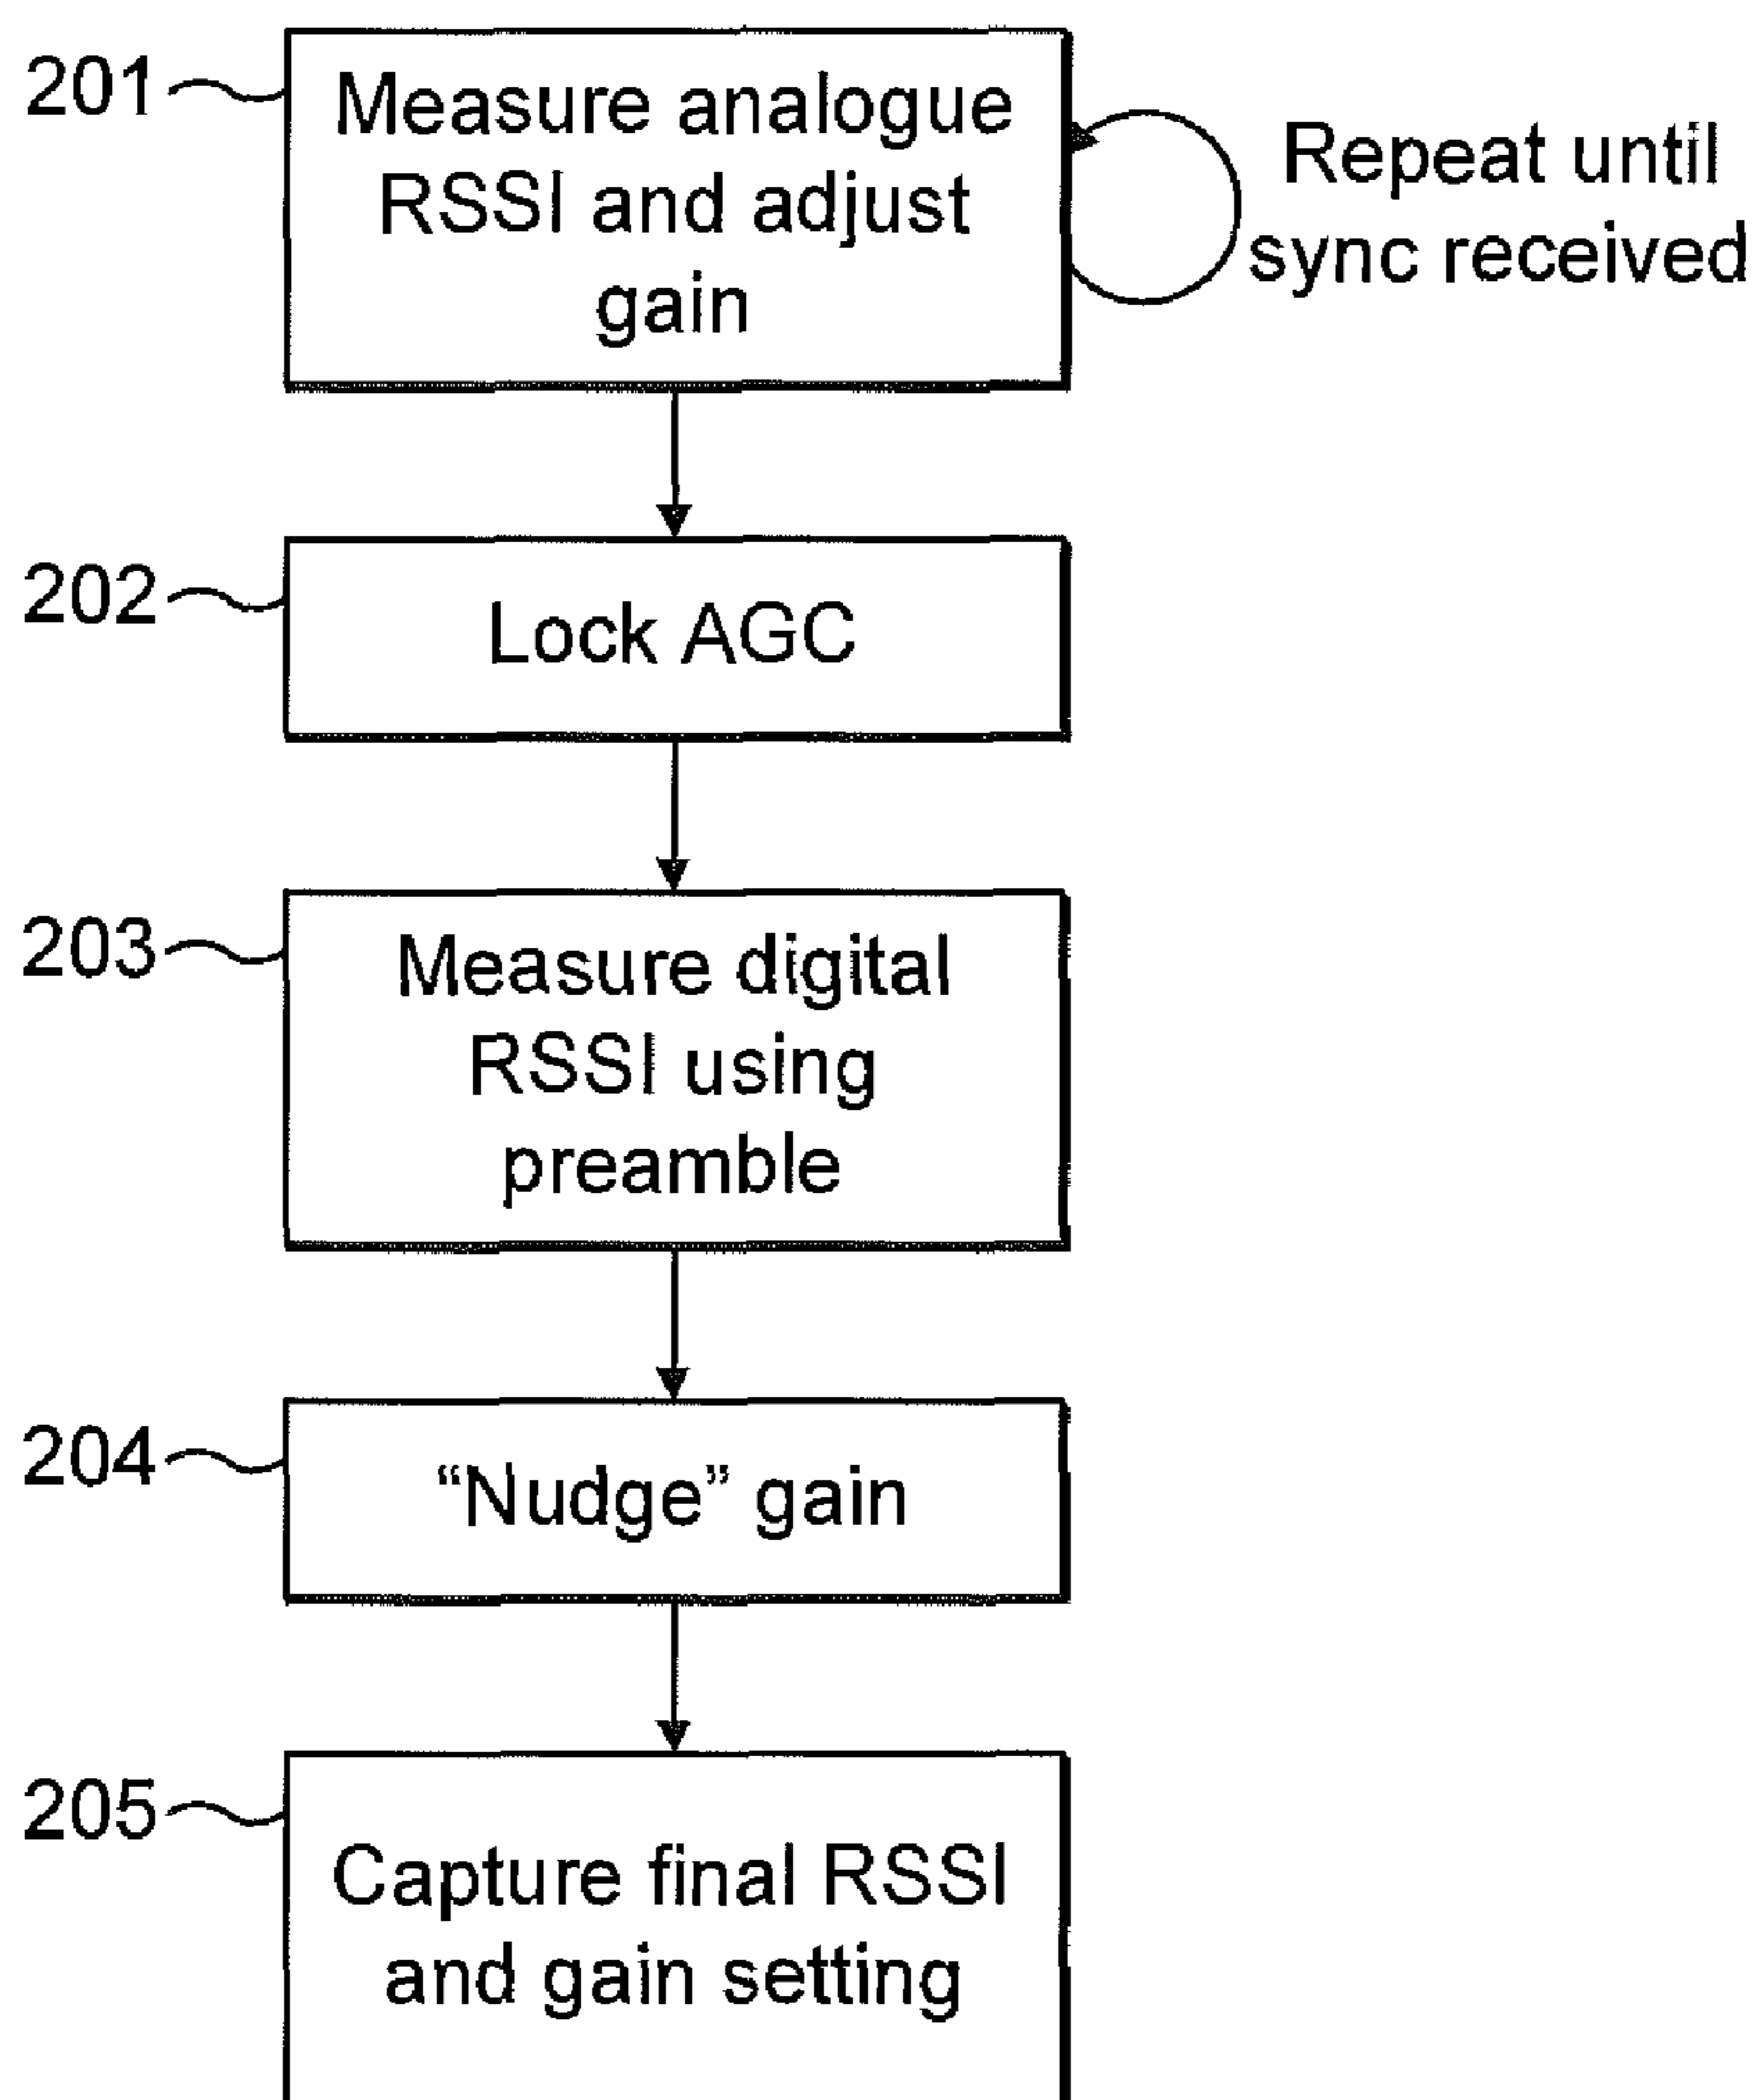 201
Measure analogue
RSSI and adjust
gain
Repeat until
sync received
202
Lock AGC
203
Measure digital
RSSI using
preamble
204
“Nudge” gain
205
Capture final RSSI
and gain setting